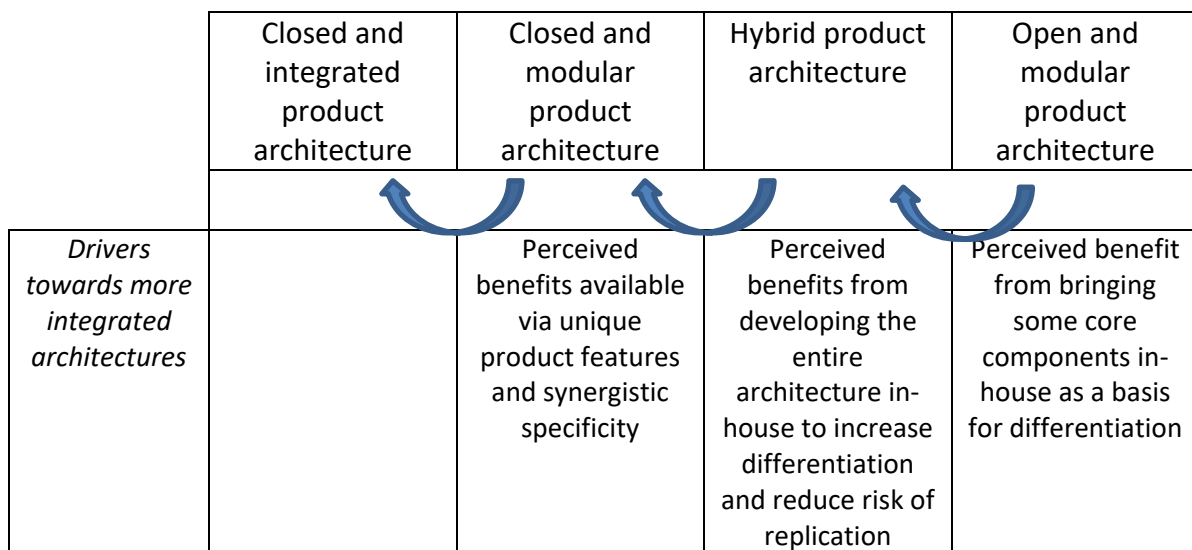 Closed and
integrated
product
architecture
Closed and
modular
product
architecture
Hybrid product
architecture
Open and
modular
product
architecture
Drivers
towards more
integrated
architectures
Perceived
benefits available
via unique
product features
and synergistic
specificity
Perceived
benefits from
developing the
entire
architecture in-
house to increase
differentiation
and reduce risk of
replication
Perceived benefit
from bringing
some core
components in-
house as a basis
for differentiation